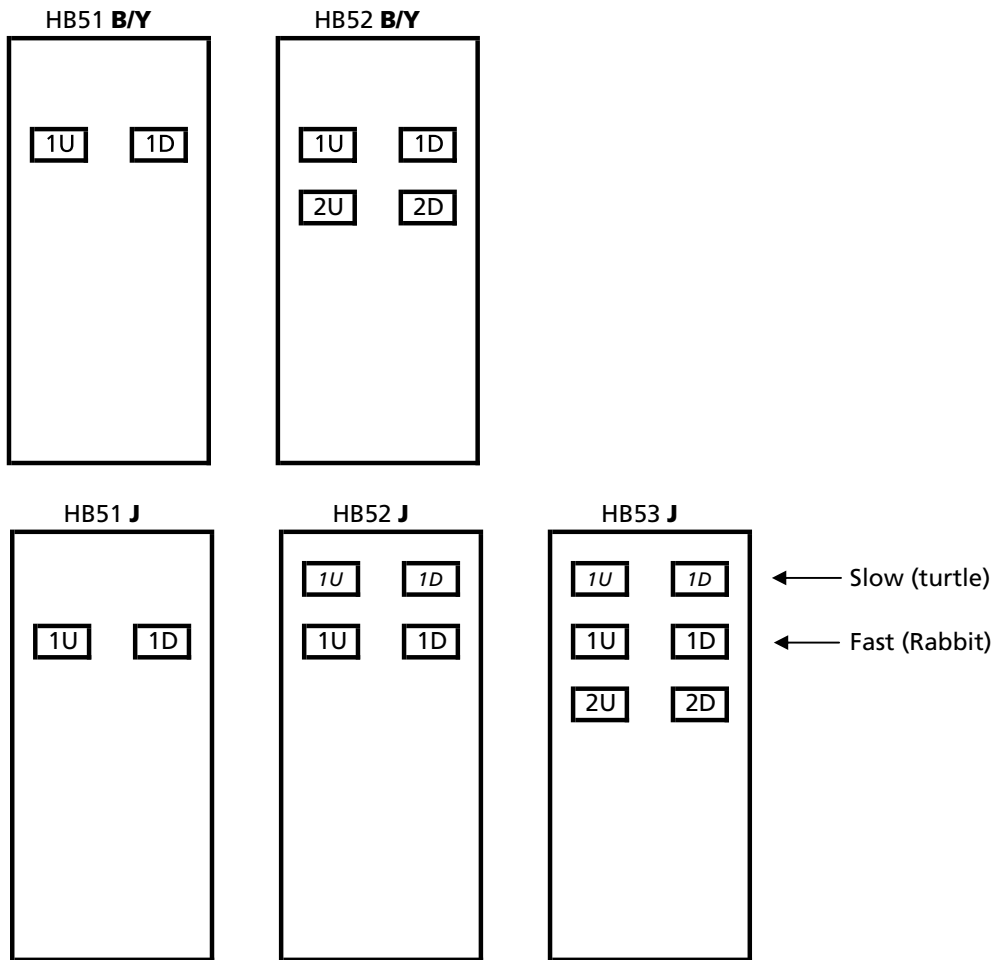 HB51 B/Y HB52 B/Y
1U 1D 1U 1D
2U 2D
HB51 J HB52 J HB53 J
1U 1D 1U 1D Slow (turtle)
1U 1D 1U 1D 1U 1D Fast (Rabbit)
2U 2D